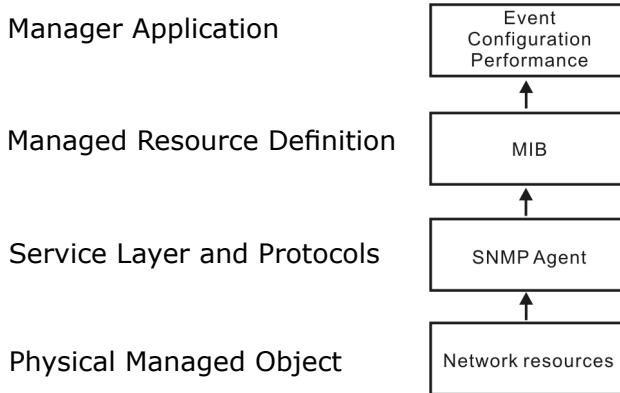 Manager Application
Event
Configuration
Performance
Managed Resource Definition
MIB
Service Layer and Protocols
SNMP Agent
Physical Managed Object
Network resources